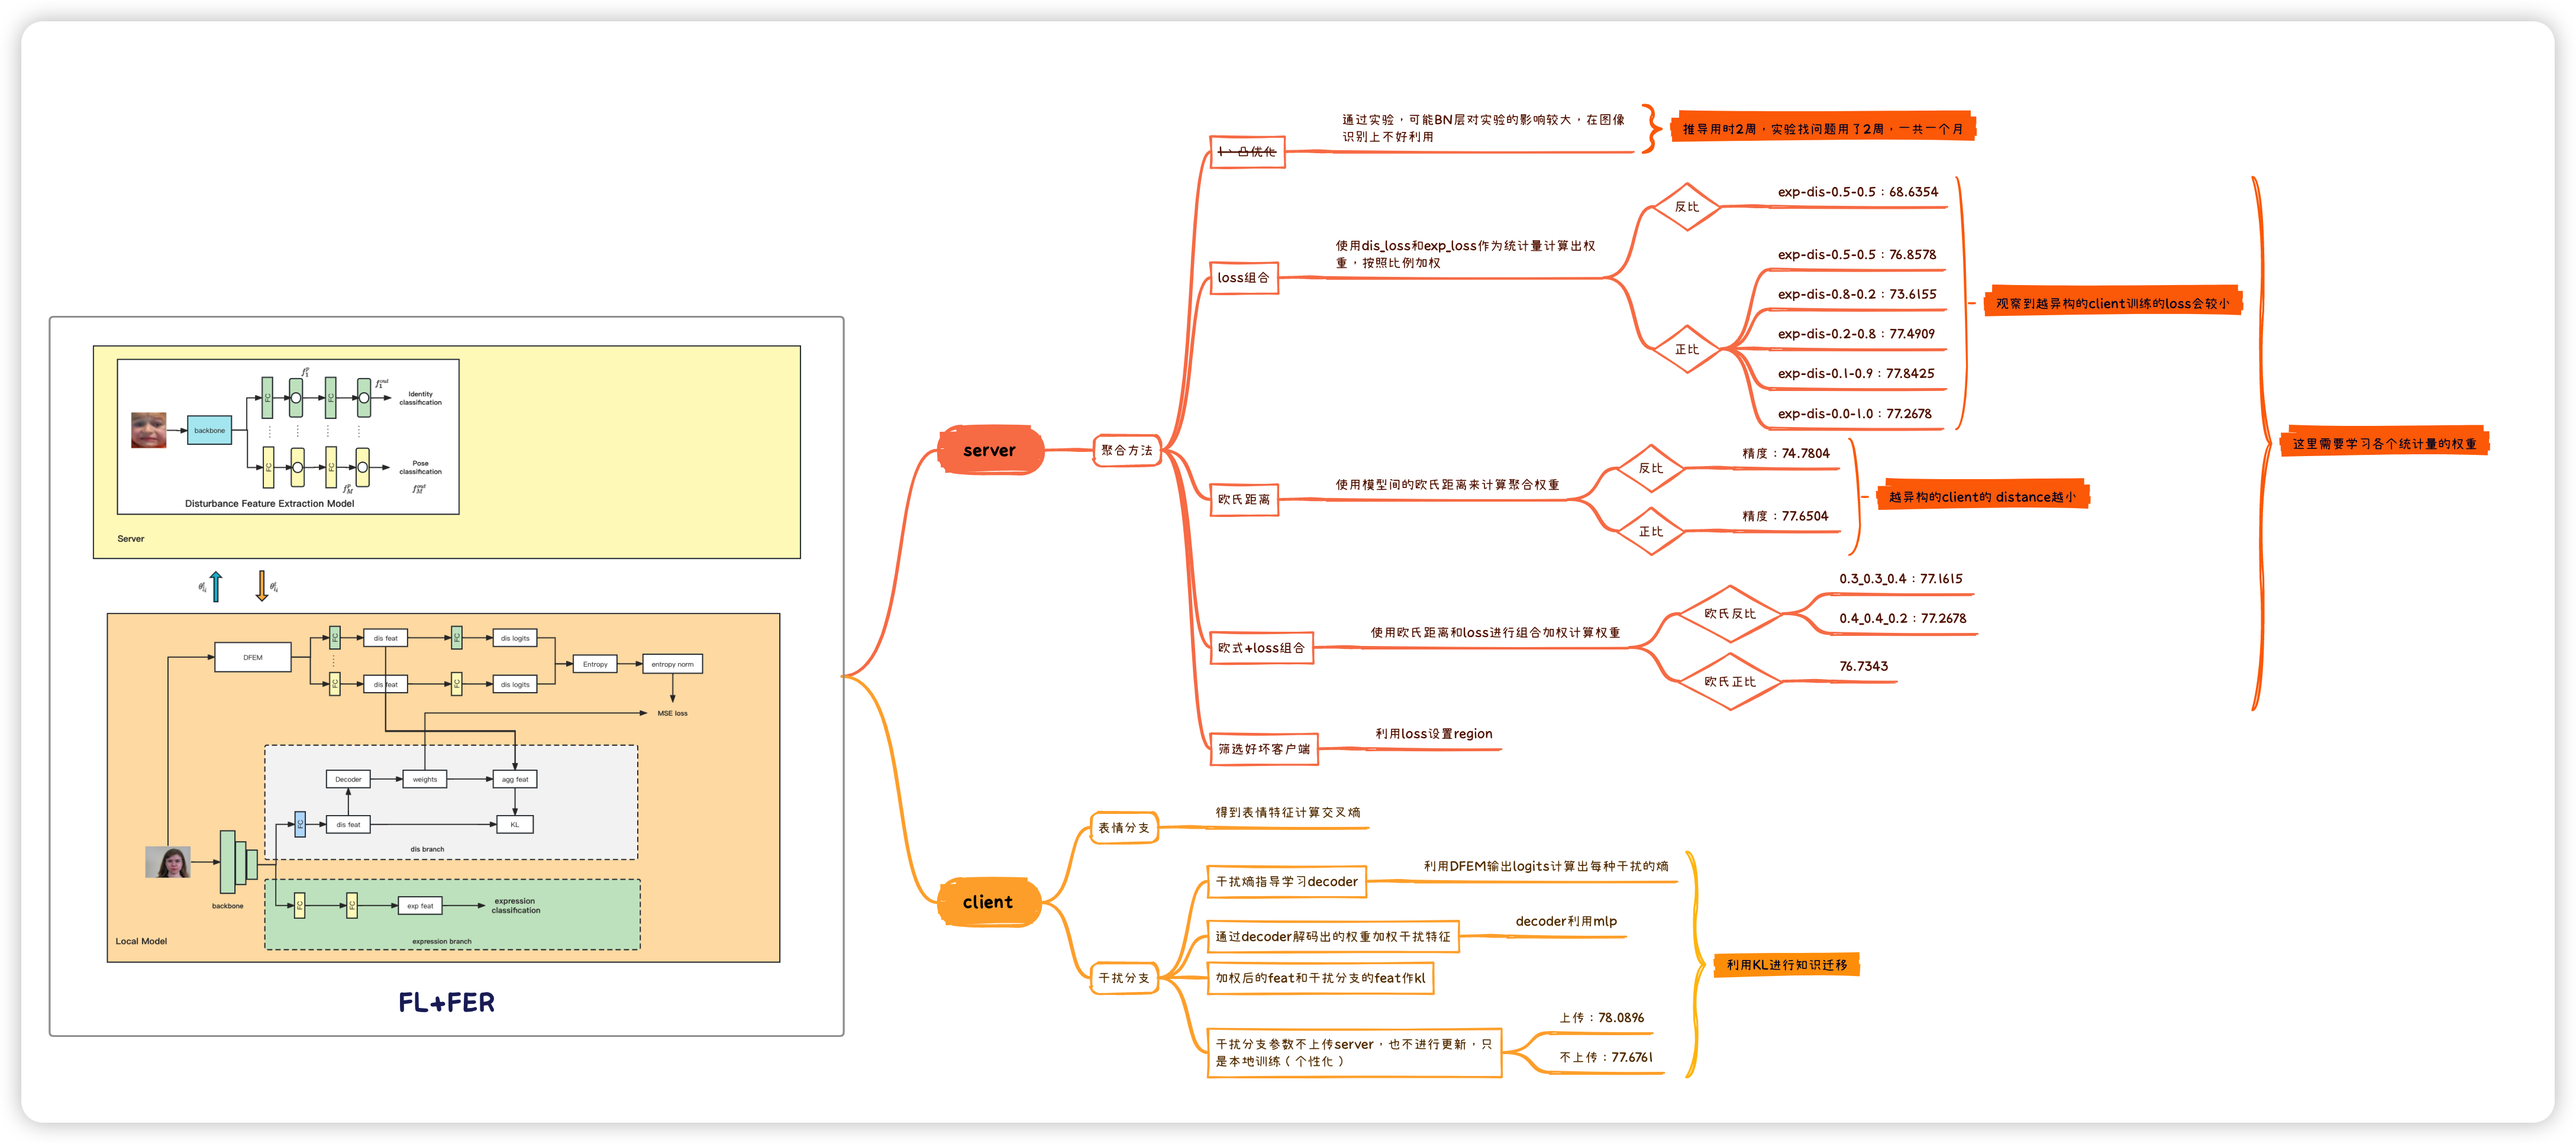 FC
f_1^p
FC
f_1^out
Identity
classification
backbone
FC
FC
Pose
classification
f_M^p
f_M^out
Disturbance Feature Extraction Model
Server
DFEM
FC
dis feat
FC
dis logits
FC
dis feat
FC
dis logits
Entropy
entropy norm
MSE loss
Decoder
weights
agg feat
FC
dis feat
KL
dis branch
backbone
FC
FC
exp feat
expression
classification
expression branch
Local Model
FL+FER
server
聚合方法
1、凸优化
通过实验，可能BN层对实验的影响较大，在图像
识别上不好利用
推导用时2周，实验找问题用了2周，一共一个月
loss组合
使用dis_loss和exp_loss作为统计量计算出权
重，按照比例加权
反比
exp-dis-0.5-0.5：68.6354
正比
exp-dis-0.5-0.5：76.8578
exp-dis-0.8-0.2：73.6155
exp-dis-0.2-0.8：77.4909
exp-dis-0.1-0.9：77.8425
exp-dis-0.0-1.0：77.2678
观察到越异构的client训练的loss会较小
欧氏距离
使用模型间的欧氏距离来计算聚合权重
反比
精度：74.7804
正比
精度：77.6504
越异构的client的 distance越小
欧式+loss组合
使用欧氏距离和loss进行组合加权计算权重
欧氏反比
0.3_0.3_0.4：77.1615
0.4_0.4_0.2：77.2678
欧氏正比
76.7343
筛选好坏客户端
利用loss设置region
这里需要学习各个统计量的权重
client
表情分支
得到表情特征计算交叉熵
干扰分支
干扰熵指导学习decoder
利用DFEM输出logits计算出每种干扰的熵
通过decoder解码出的权重加权干扰特征
decoder利用mlp
加权后的feat和干扰分支的feat作kl
干扰分支参数不上传server，也不进行更新，只
是本地训练（个性化）
上传：78.0896
不上传：77.6761
利用KL进行知识迁移